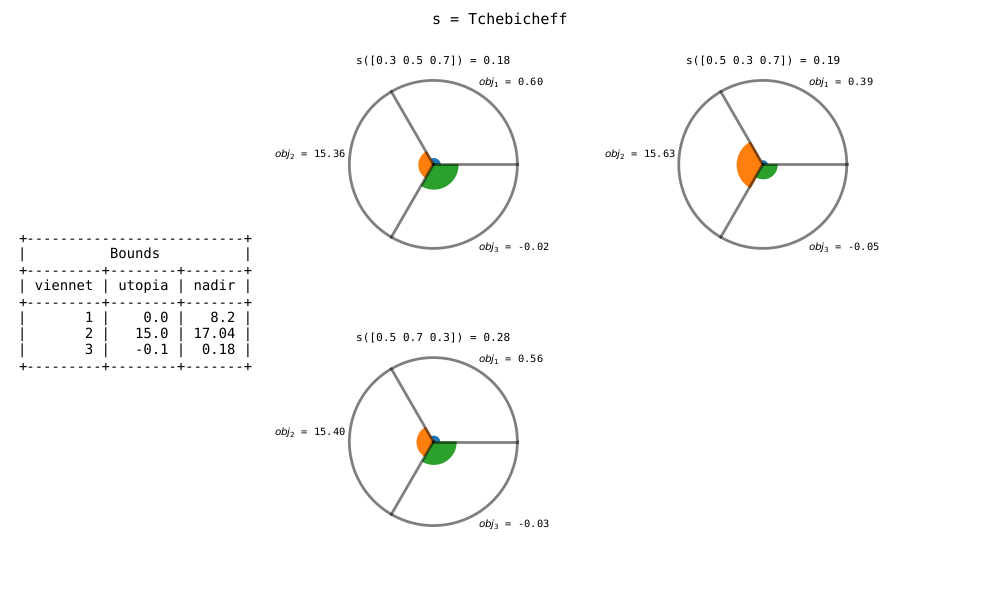 s = Tchebicheff
s([0.3 0.5 0.7]) = 0.18
obj₁ = 0.60
obj₂ = 15.36
obj₃ = -0.02
s([0.5 0.3 0.7]) = 0.19
obj₁ = 0.39
obj₂ = 15.63
obj₃ = -0.05
+--------------------------+
| Bounds |
+---------+--------+-------+
| viennet | utopia | nadir |
+---------+--------+-------+
| 1 | 0.0 | 8.2 |
| 2 | 15.0 | 17.04 |
| 3 | -0.1 | 0.18 |
+---------+--------+-------+
s([0.5 0.7 0.3]) = 0.28
obj₁ = 0.56
obj₂ = 15.40
obj₃ = -0.03